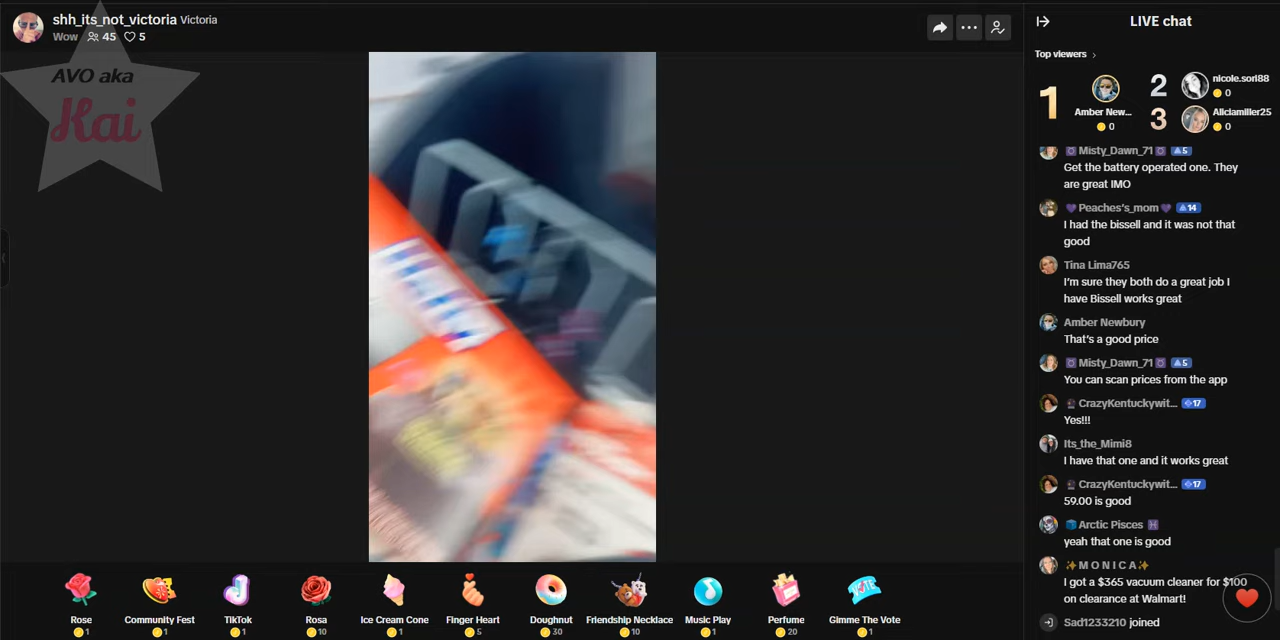 shh_its_not_victoria Victoria
Wow 45 5
AVO aka
Kai
LIVE chat
Top viewers
1
Amber New...
0
2
nicole.sorl88
0
3
Aliciamiller25
0
Misty_Dawn_71 5
Get the battery operated one. They
are great IMO
Peaches's_mom 14
I had the bissell and it was not that
good
Tina Lima765
I'm sure they both do a great job I
have Bissell works great
Amber Newbury
That's a good price
Misty_Dawn_71 5
You can scan prices from the app
CrazyKentuckywit... 17
Yes!!!
Its_the_Mimi8
I have that one and it works great
CrazyKentuckywit... 17
59.00 is good
Arctic Pisces H
yeah that one is good
M O N I C A
I got a $365 vacuum cleaner for $100
on clearance at Walmart!
Sad1233210 joined
Rose
1
Community Fest
1
TikTok
1
Rosa
10
Ice Cream Cone
1
Finger Heart
5
Doughnut
30
Friendship Necklace
10
Music Play
1
Perfume
20
VOTE
Gimme The Vote
1